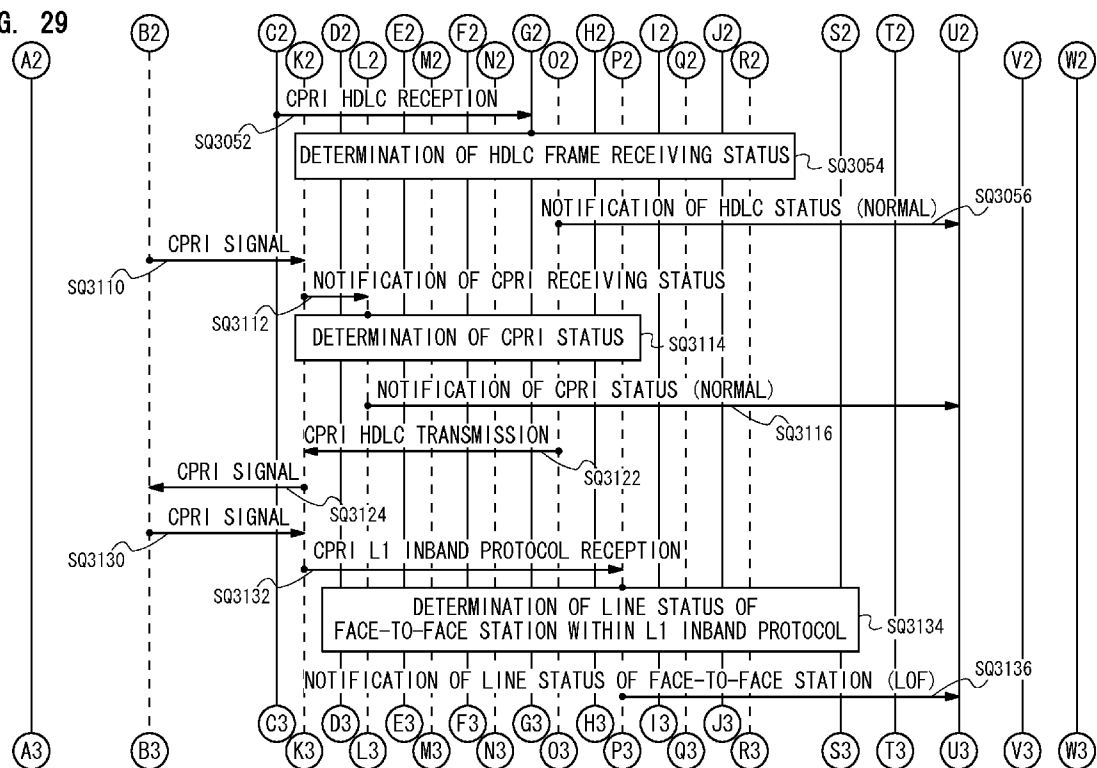 G. 29
A2 B2 C2 K2 D2 L2 E2 M2 F2 N2 G2 O2 H2 P2 I2 Q2 J2 R2 S2 T2 U2 V2 W2
CPRI HDLC RECEPTION
SQ3052
DETERMINATION OF HDLC FRAME RECEIVING STATUS
SQ3054
NOTIFICATION OF HDLC STATUS (NORMAL)
SQ3056
CPRI SIGNAL
SQ3110
NOTIFICATION OF CPRI RECEIVING STATUS
SQ3112
DETERMINATION OF CPRI STATUS
SQ3114
NOTIFICATION OF CPRI STATUS (NORMAL)
SQ3116
CPRI HDLC TRANSMISSION
SQ3122
CPRI SIGNAL
SQ3124
CPRI SIGNAL
SQ3130
CPRI L1 INBAND PROTOCOL RECEPTION
SQ3132
DETERMINATION OF LINE STATUS OF
FACE-TO-FACE STATION WITHIN L1 INBAND PROTOCOL
SQ3134
NOTIFICATION OF LINE STATUS OF FACE-TO-FACE STATION (LOF)
SQ3136
A3 B3 C3 K3 D3 L3 E3 M3 F3 N3 G3 O3 H3 P3 I3 Q3 J3 R3 S3 T3 U3 V3 W3